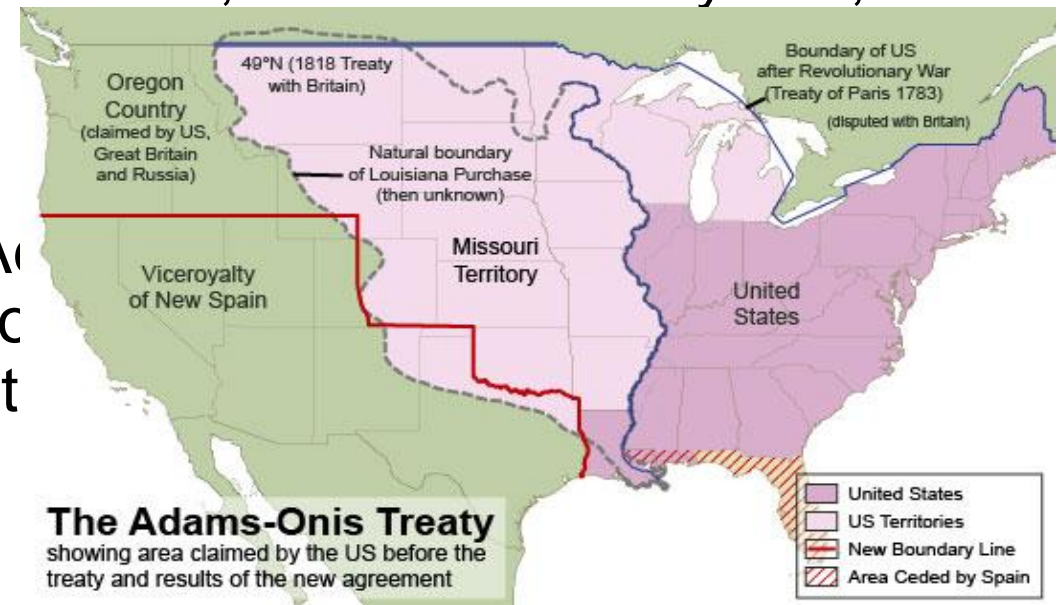 49°N (1818 Treaty
with Britain)
Oregon
Country
(claimed by US,
Great Britain
and Russia)
Boundary of US
after Revolutionary War
(Treaty of Paris 1783)
(disputed with Britain)
Natural boundary
of Louisiana Purchase
(then unknown)
Missouri
Territory
Viceroyalty
of New Spain
United
States
The Adams-Onis Treaty
showing area claimed by the US before the
treaty and results of the new agreement
United States
US Territories
New Boundary Line
Area Ceded by Spain